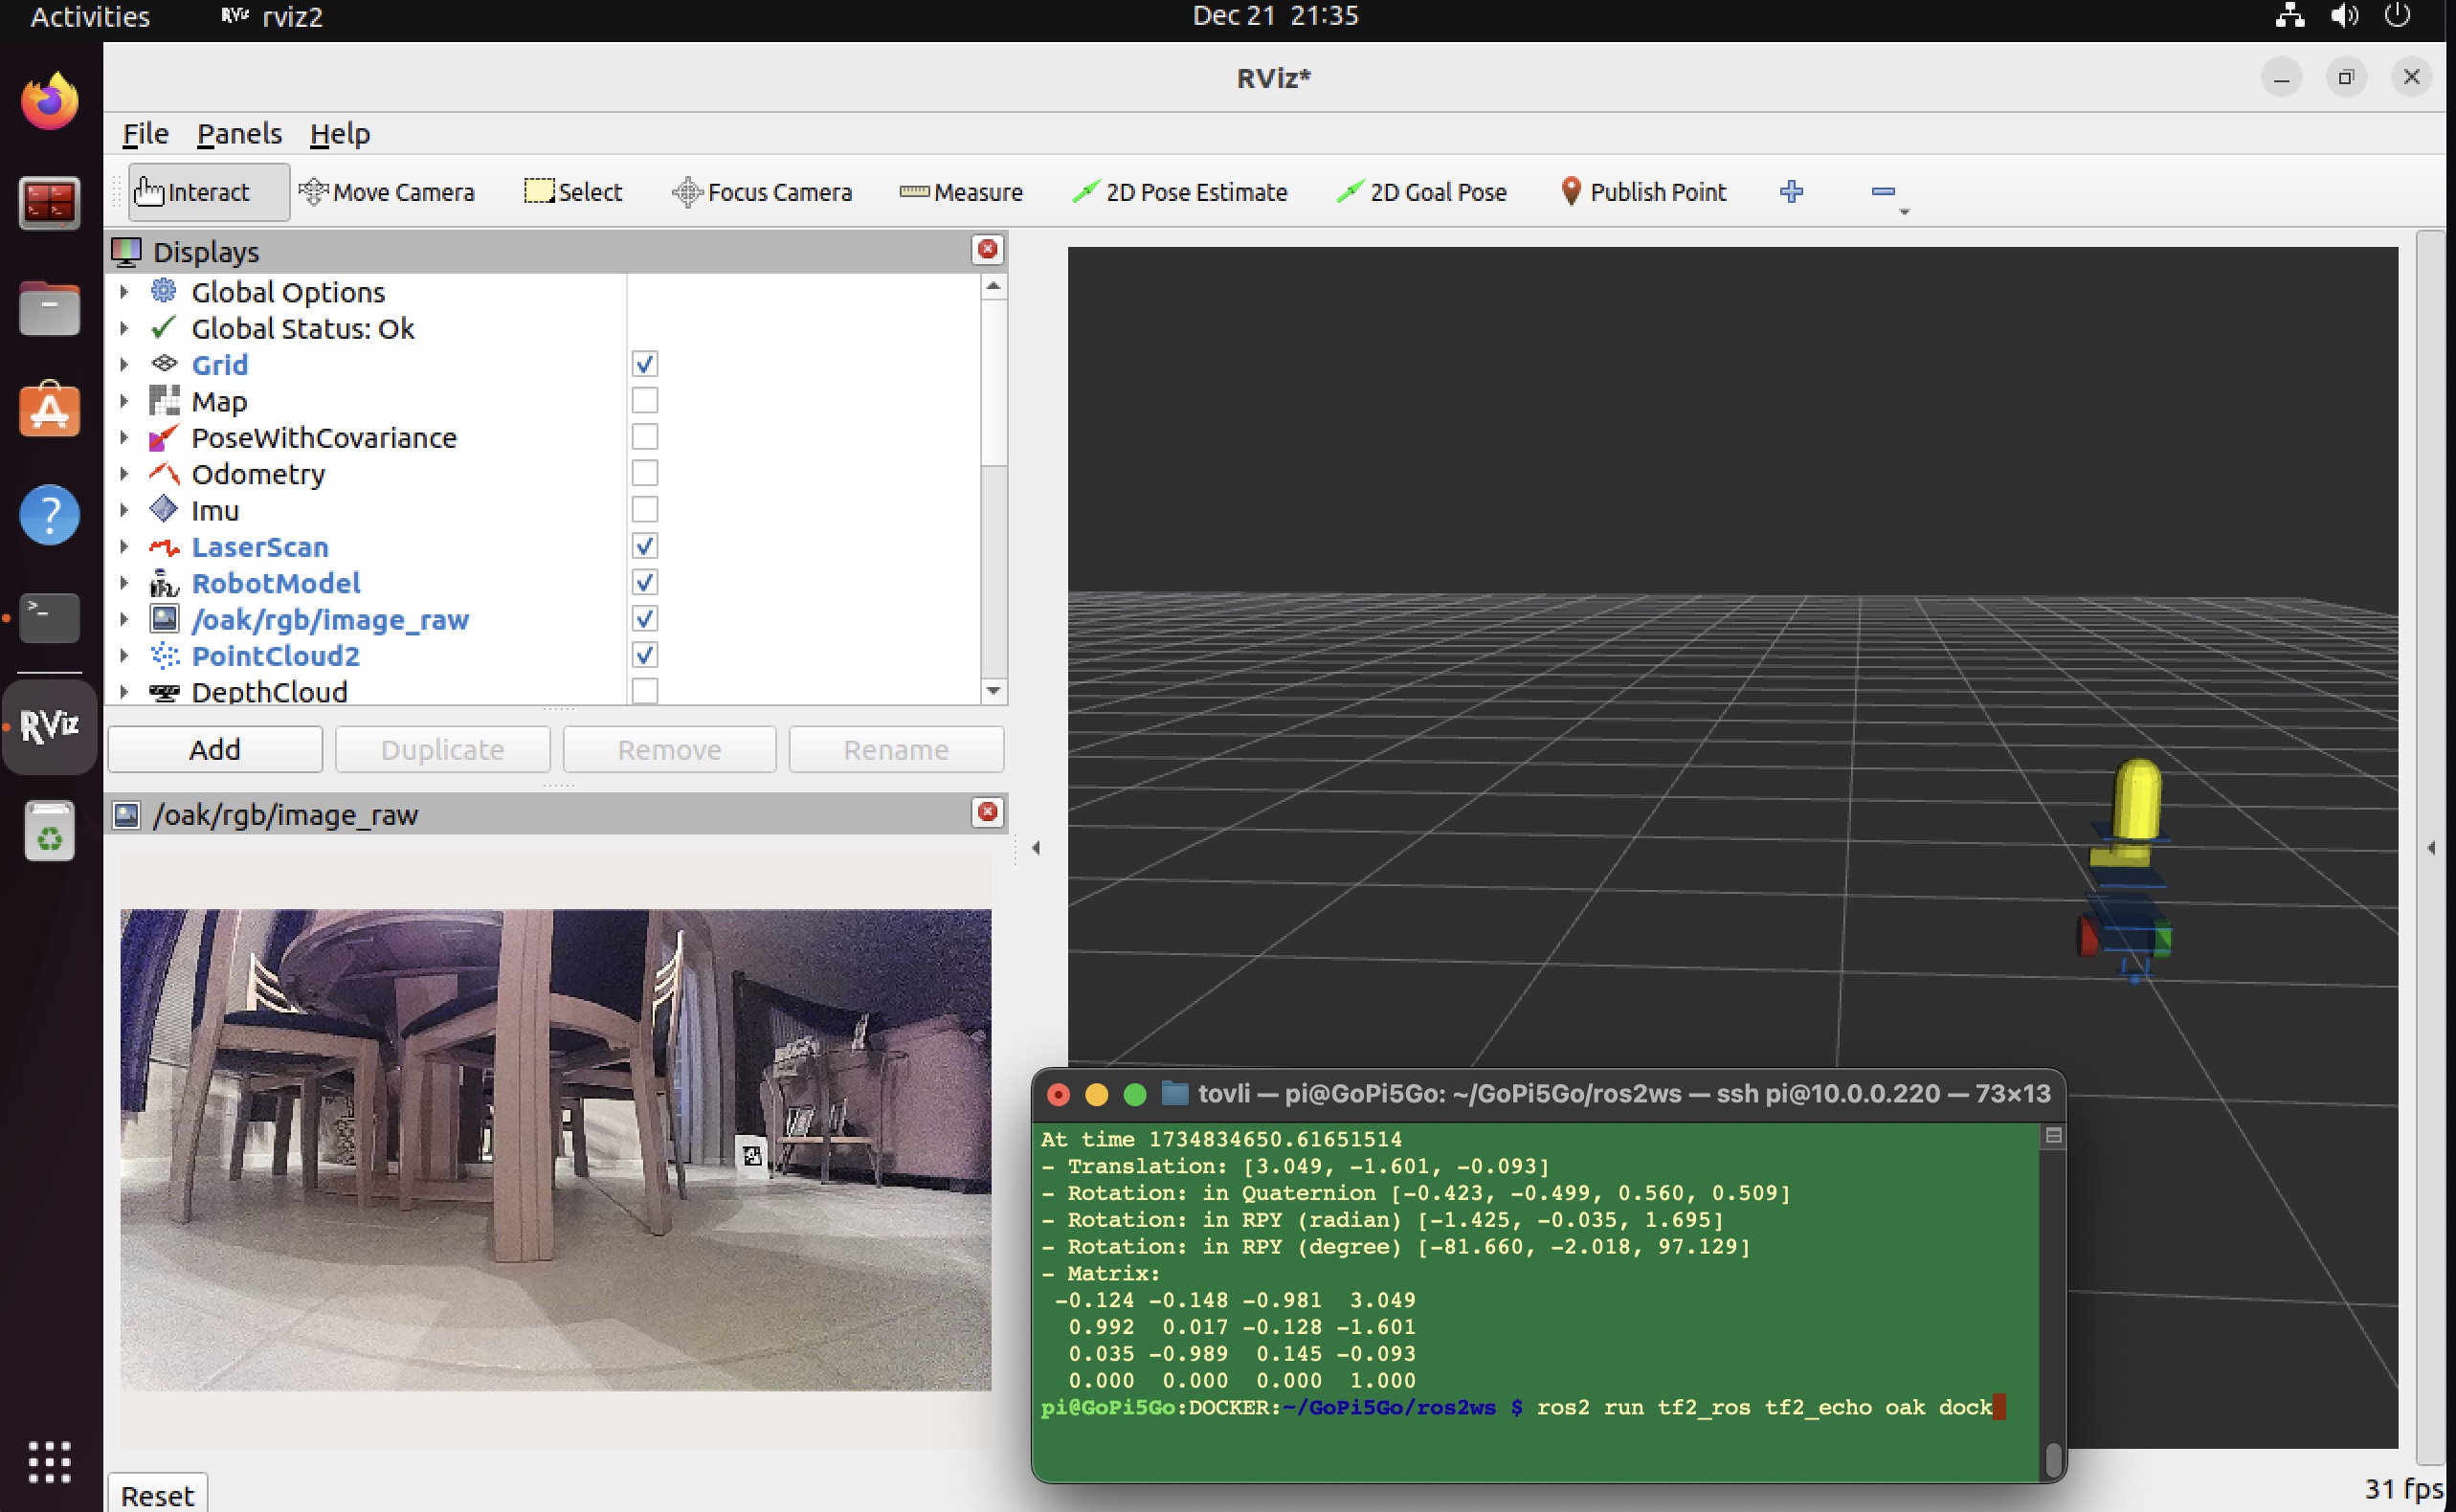 Activities RViz rviz2 Dec 21 21:35
RViz*
File Panels Help
Interact Move Camera Select Focus Camera Measure 2D Pose Estimate 2D Goal Pose Publish Point
Displays
Global Options
Global Status: Ok
Grid
Map
PoseWithCovariance
Odometry
Imu
LaserScan
RobotModel
/oak/rgb/image_raw
PointCloud2
DepthCloud
Add Duplicate Remove Rename
RViz
/oak/rgb/image_raw
tovli — pi@GoPi5Go: ~/GoPi5Go/ros2ws — ssh pi@10.0.0.220 — 73×13
At time 1734834650.61651514
- Translation: [3.049, -1.601, -0.093]
- Rotation: in Quaternion [-0.423, -0.499, 0.560, 0.509]
- Rotation: in RPY (radian) [-1.425, -0.035, 1.695]
- Rotation: in RPY (degree) [-81.660, -2.018, 97.129]
- Matrix:
-0.124 -0.148 -0.981 3.049
0.992 0.017 -0.128 -1.601
0.035 -0.989 0.145 -0.093
0.000 0.000 0.000 1.000
pi@GoPi5Go:DOCKER:~/GoPi5Go/ros2ws $ ros2 run tf2_ros tf2_echo oak dock
Reset
31 fps